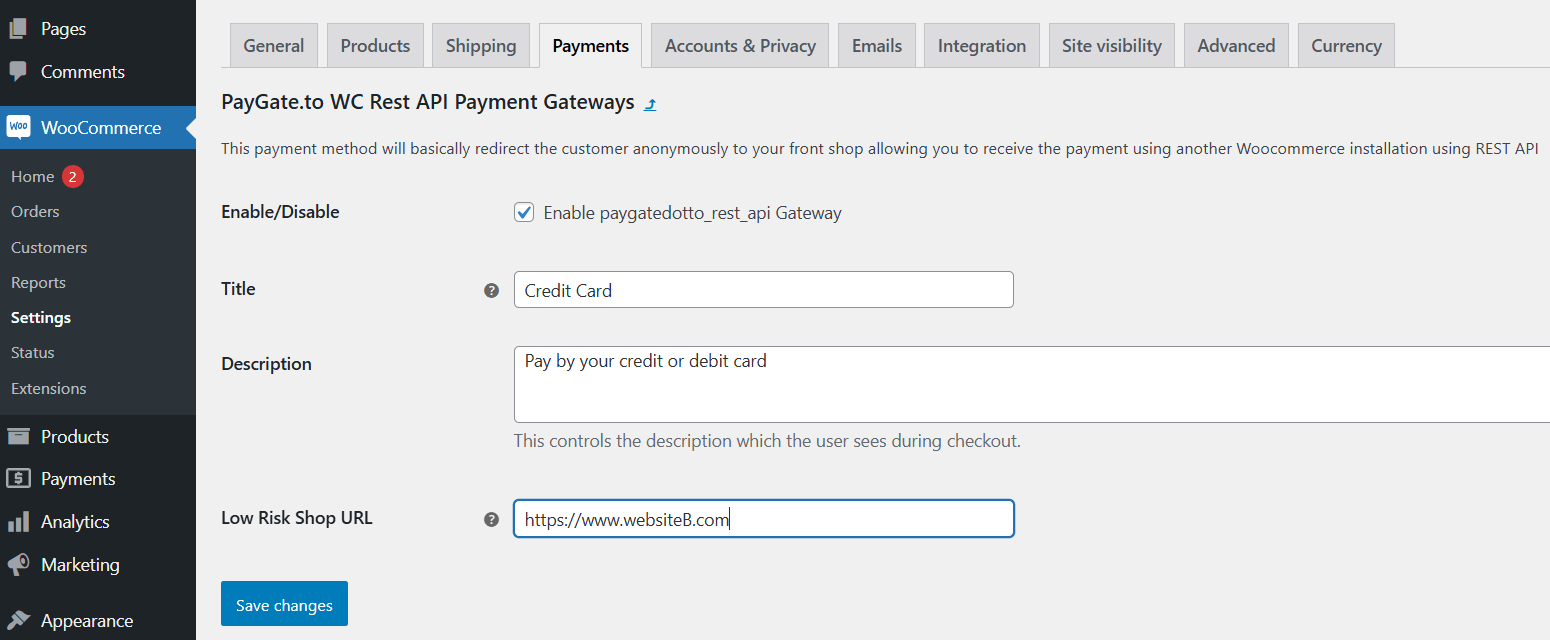 Pages
Comments
Woo WooCommerce
Home 2
Orders
Customers
Reports
Settings
Status
Extensions
Products
Payments
Analytics
Marketing
Appearance
General Products Shipping Payments Accounts & Privacy Emails Integration Site visibility Advanced Currency
PayGate.to WC Rest API Payment Gateways
This payment method will basically redirect the customer anonymously to your front shop allowing you to receive the payment using another Woocommerce installation using REST API
Enable/Disable Enable paygatedotto_rest_api Gateway
Title ? Credit Card
Description Pay by your credit or debit card
This controls the description which the user sees during checkout.
Low Risk Shop URL ? https://www.websiteB.com
Save changes